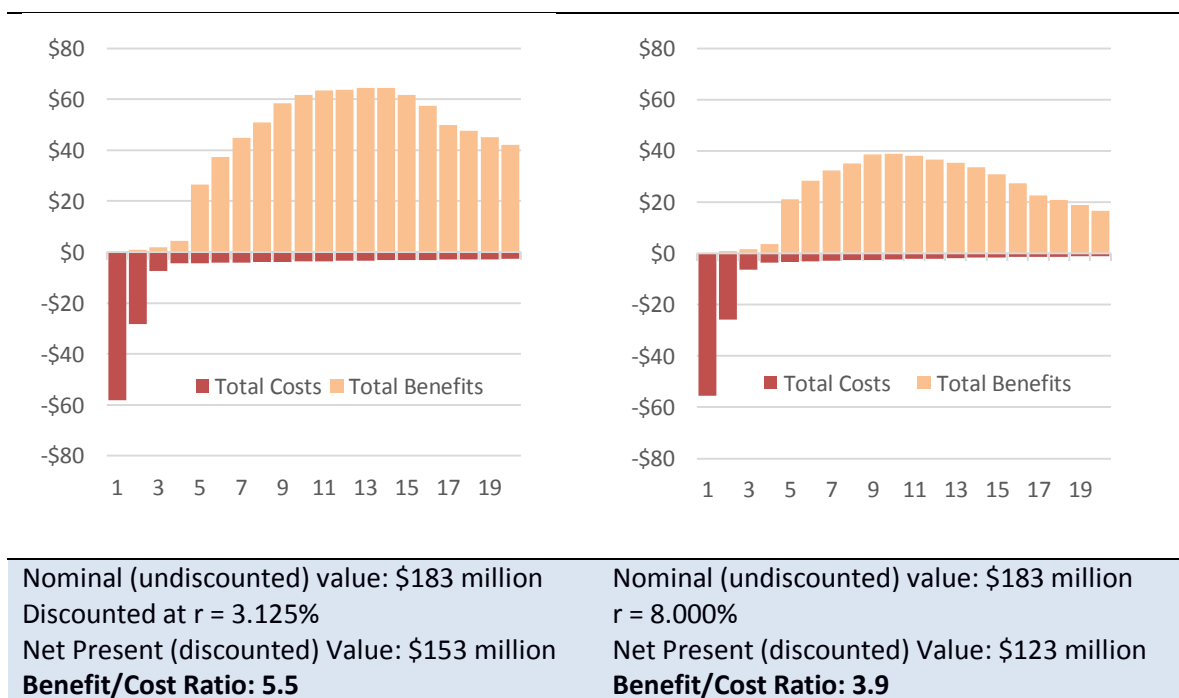 $80
$60
$40
$20
$0
-$20
-$40
-$60
-$80
Total Costs Total Benefits
1 3 5 7 9 11 13 15 17 19
$80
$60
$40
$20
$0
-$20
-$40
-$60
-$80
Total Costs Total Benefits
1 3 5 7 9 11 13 15 17 19
Nominal (undiscounted) value: $183 million
Discounted at r = 3.125%
Net Present (discounted) Value: $153 million
Benefit/Cost Ratio: 5.5
Nominal (undiscounted) value: $183 million
r = 8.000%
Net Present (discounted) Value: $123 million
Benefit/Cost Ratio: 3.9